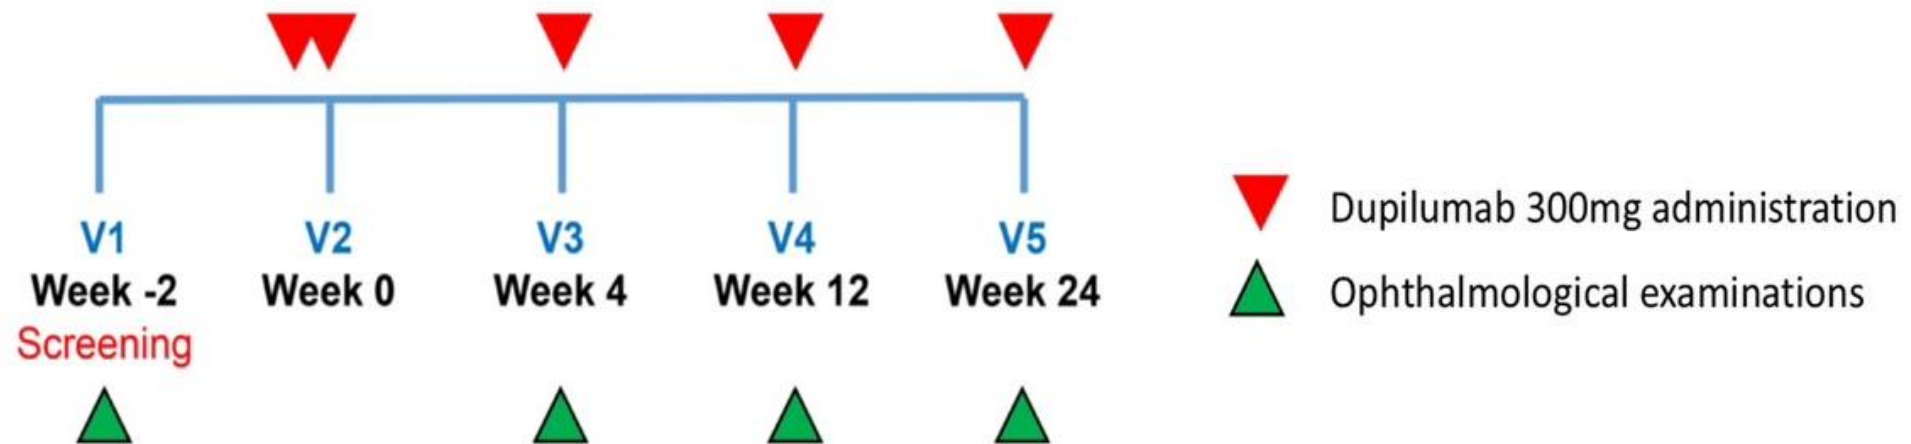 V1 V2 V3 V4 V5
Week -2 Week 0 Week 4 Week 12 Week 24
Screening
Dupilumab 300mg administration
Ophthalmological examinations